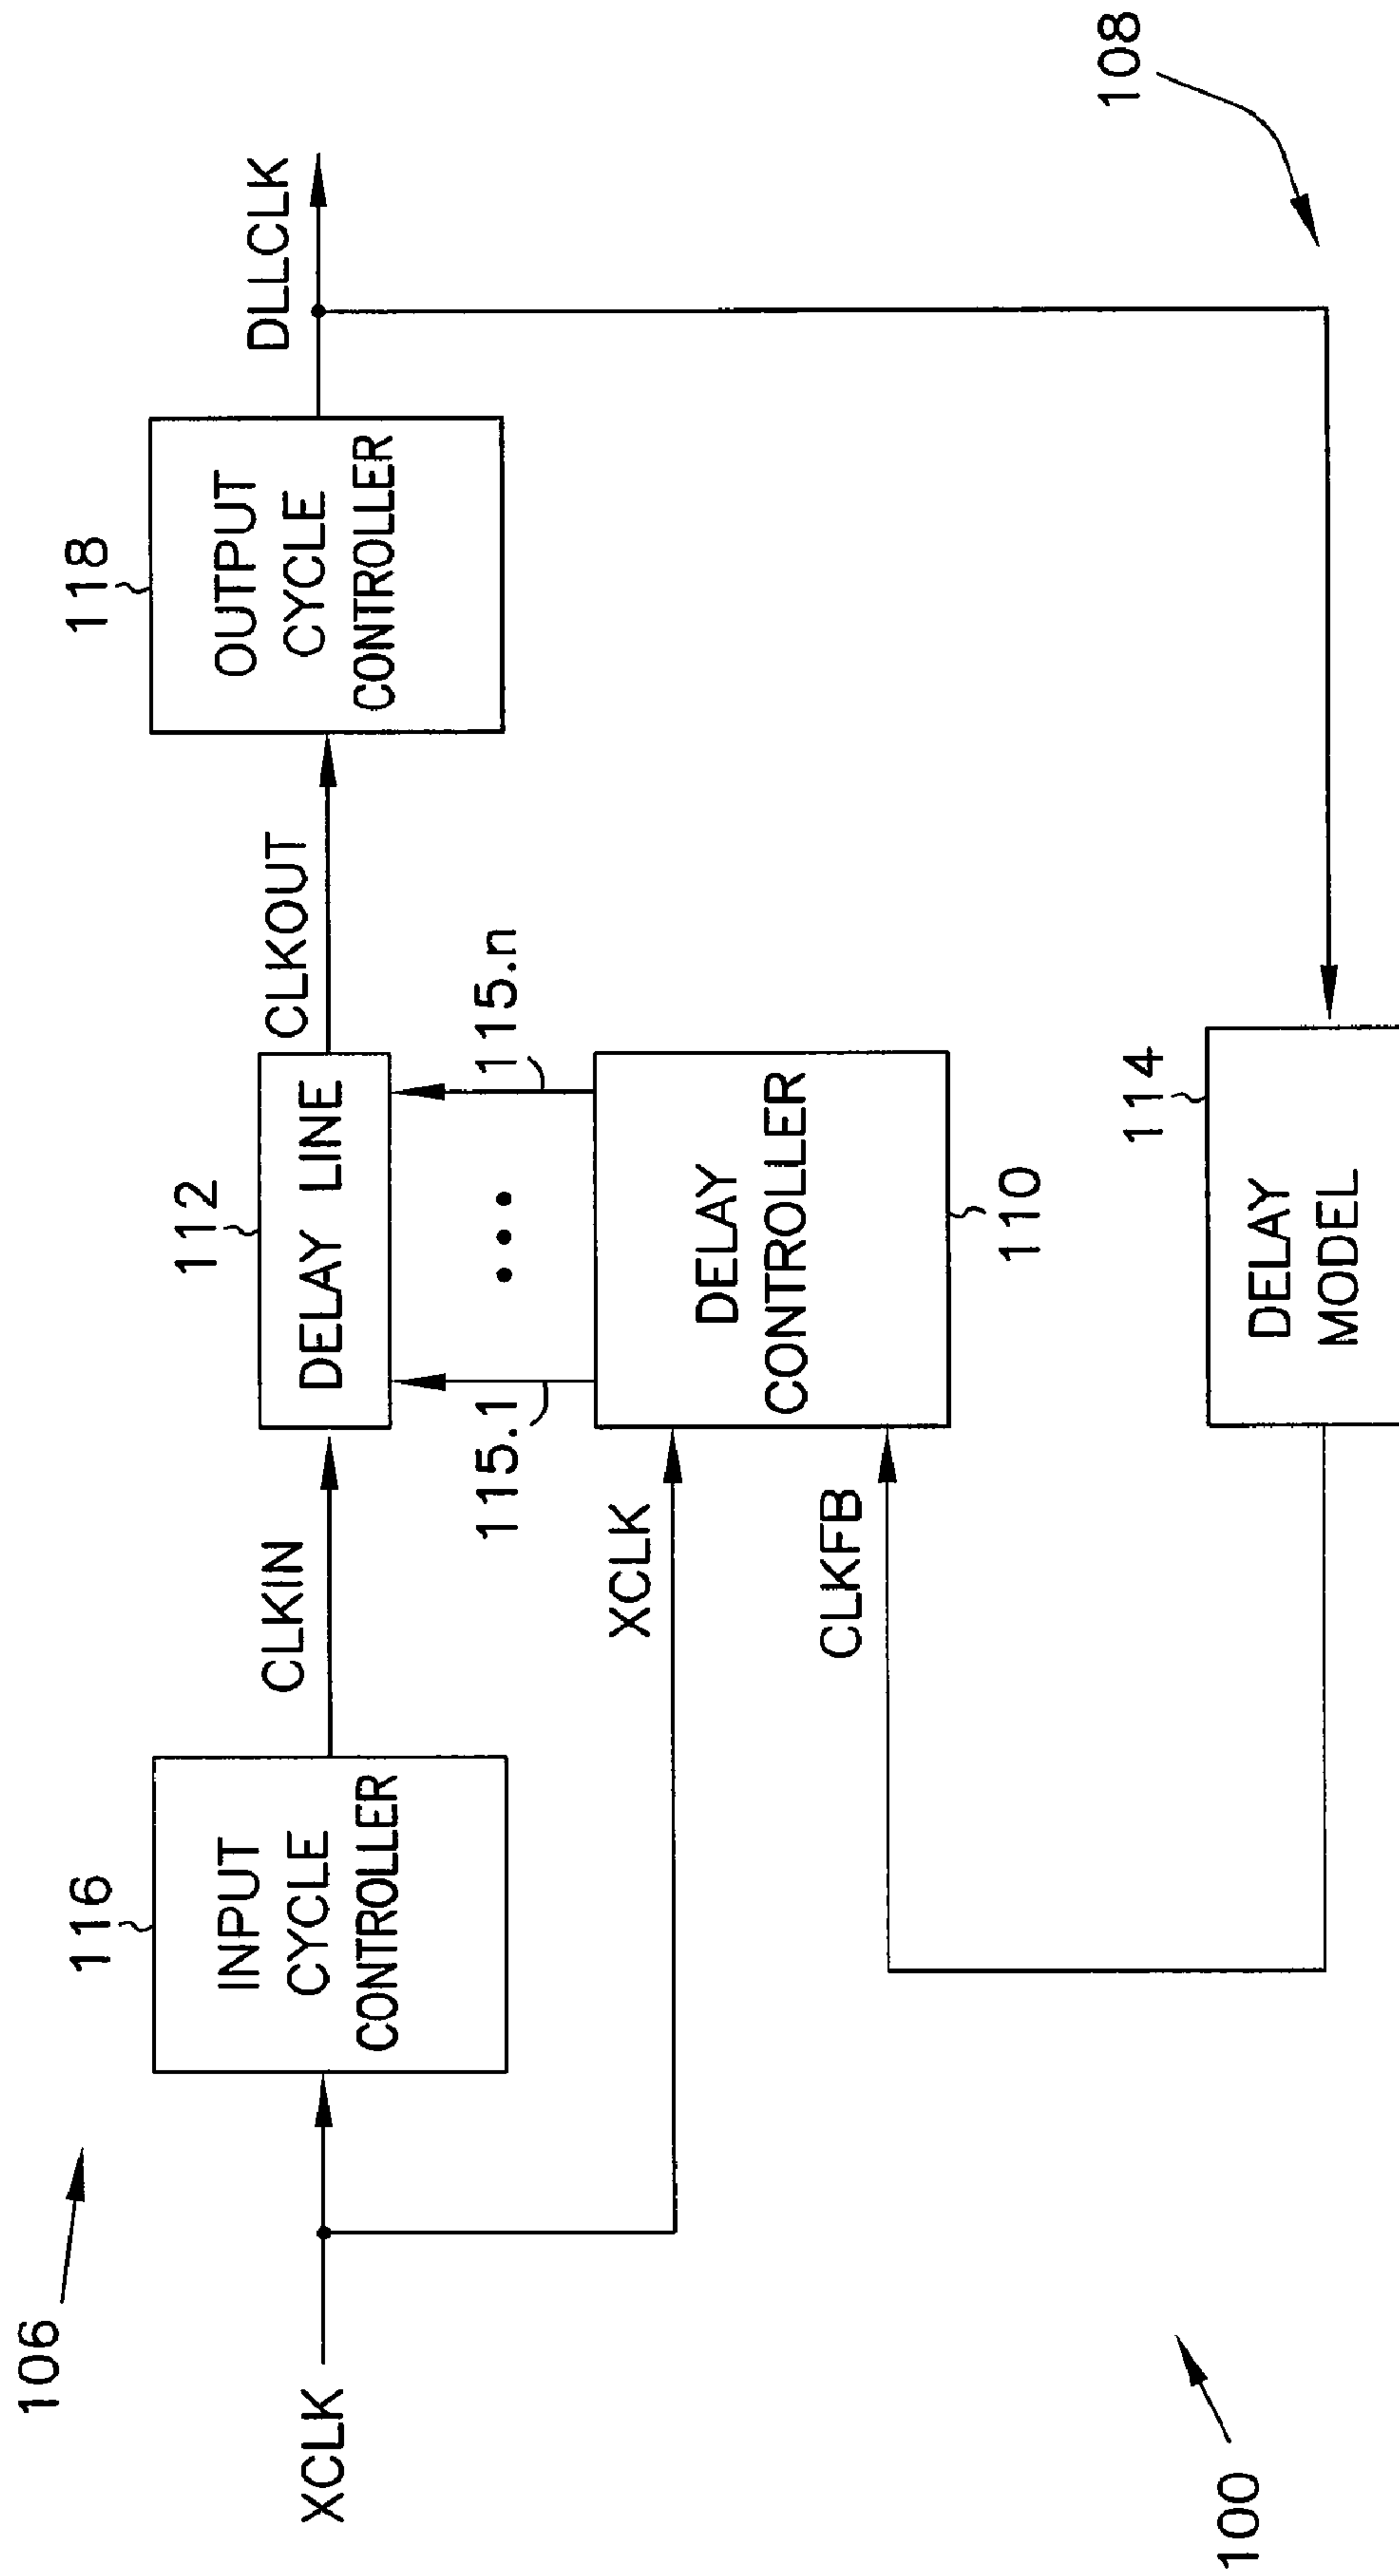 106
116
INPUT
CYCLE
CONTROLLER
XCLK
CLKIN
112
DELAY LINE
CLKOUT
118
OUTPUT
CYCLE
CONTROLLER
DLLCLK
115.1
115.n
XCLK
CLKFB
DELAY
CONTROLLER
110
114
DELAY
MODEL
108
100